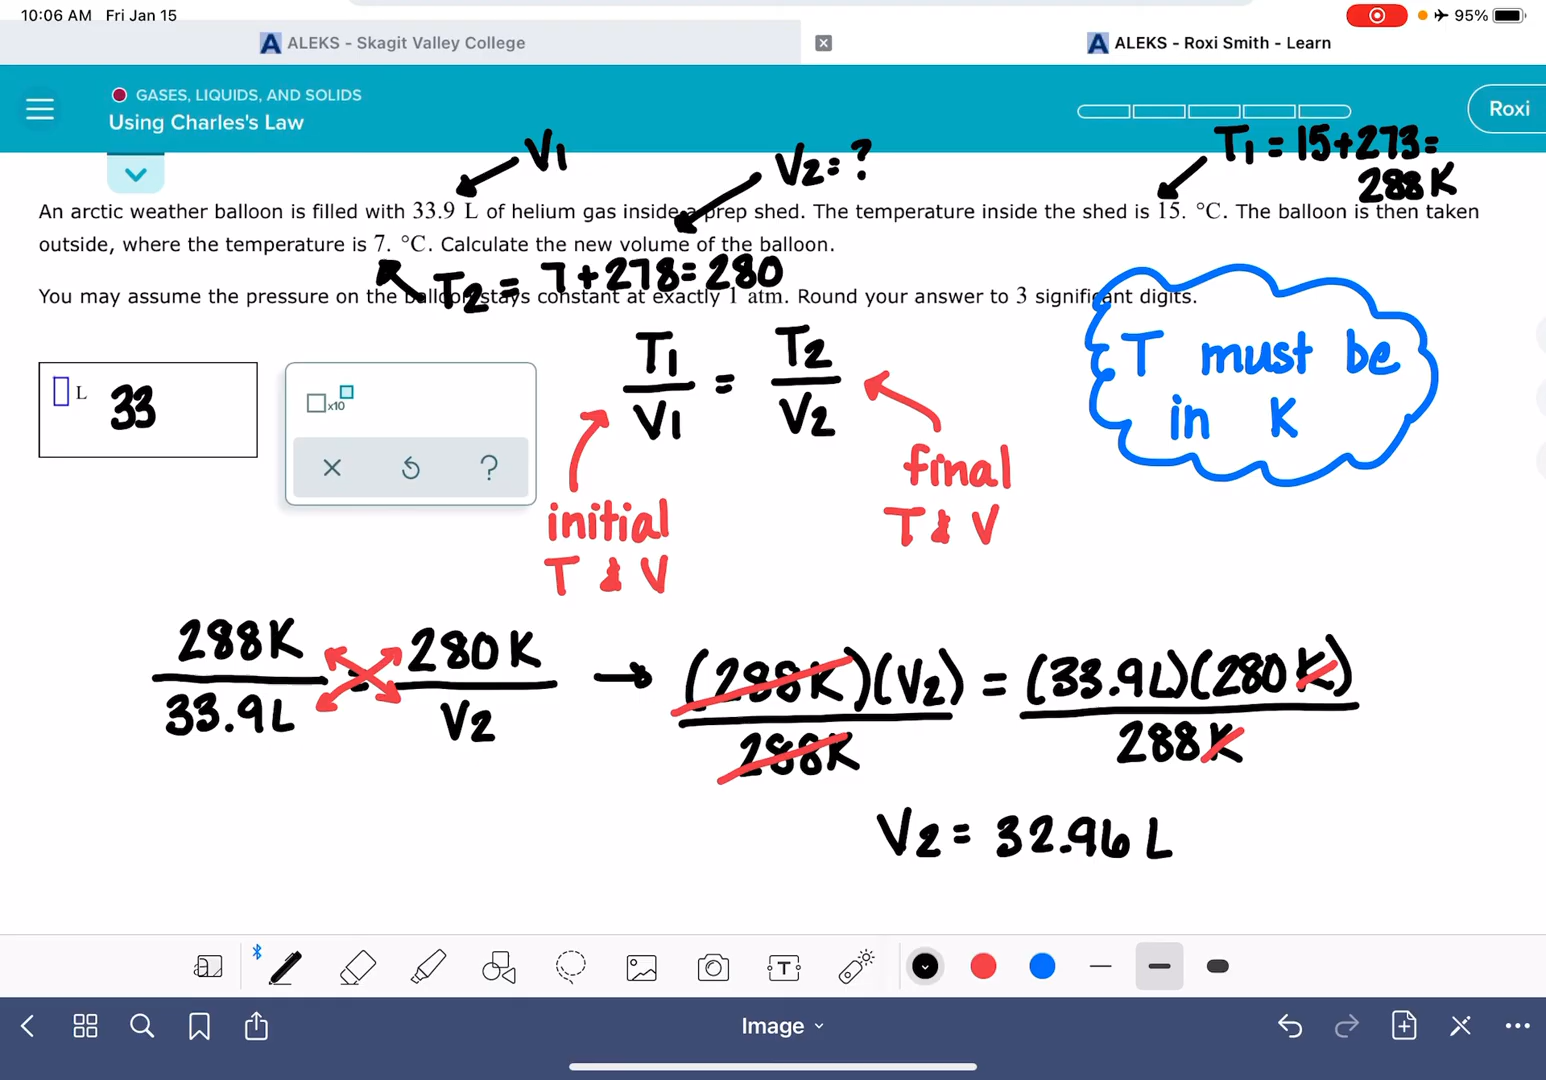 10:06 AM Fri Jan 15
95%
ALEKS - Skagit Valley College
ALEKS - Roxi Smith - Learn
GASES, LIQUIDS, AND SOLIDS
Using Charles's Law
Roxi
V1
V2 = ?
T1 = 15+273=
288 K
An arctic weather balloon is filled with 33.9 L of helium gas inside a prep shed. The temperature inside the shed is 15. °C. The balloon is then taken
outside, where the temperature is 7. °C. Calculate the new volume of the balloon.
T2 = 7+278=280
You may assume the pressure on the balloon stays constant at exactly 1 atm. Round your answer to 3 significant digits.
T1/V1 = T2/V2
T must be
in K
L 33
x10
× ?
initial
T & V
final
T & V
288K/33.9L = 280K/V2 → (288K)(V2)/288K = (33.9L)(280K)/288K
V2 = 32.96 L
T
Image